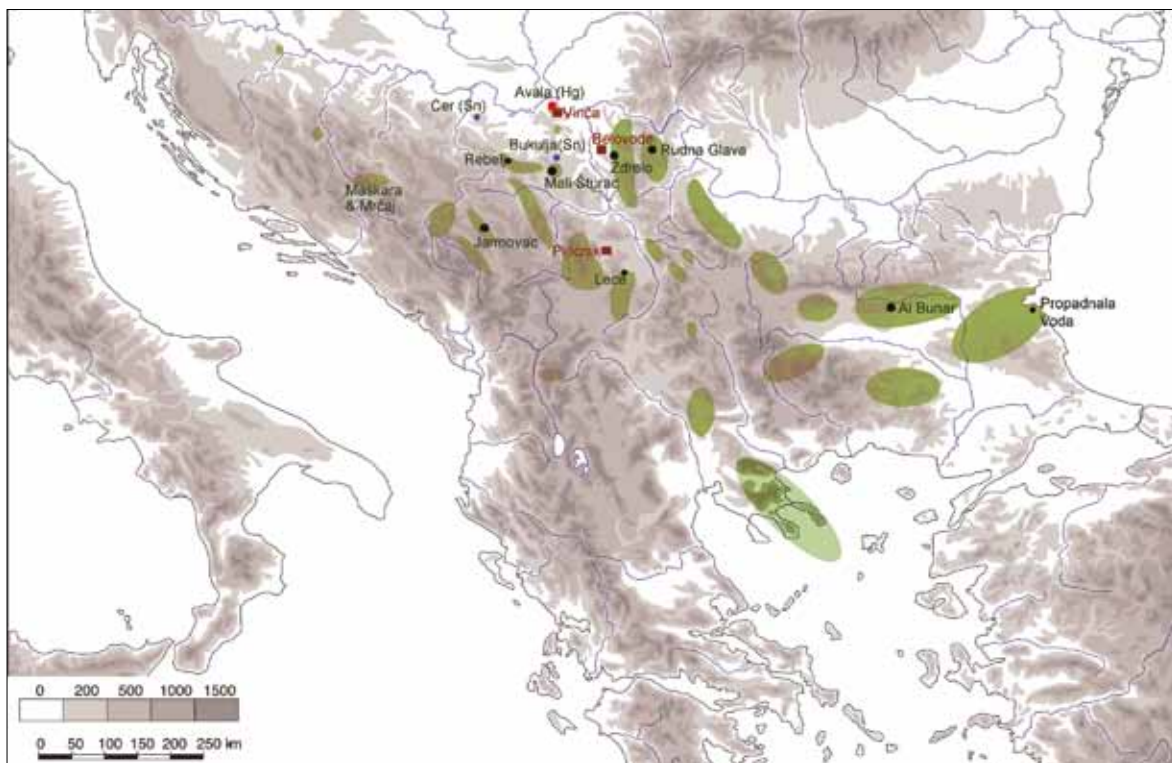 Avala (Hg)
Cer (Sn)
Vinča
Belovode
Bukulja(Sn)
Rudna Glava
Rebelj
Ždrelo
Mali Šturac
Maskara
& Mrčaj
Jarmovac
Pločnik
Lece
Ai Bunar
Propadnala
Voda
0 200 500 1000 1500
0 50 100 150 200 250 km